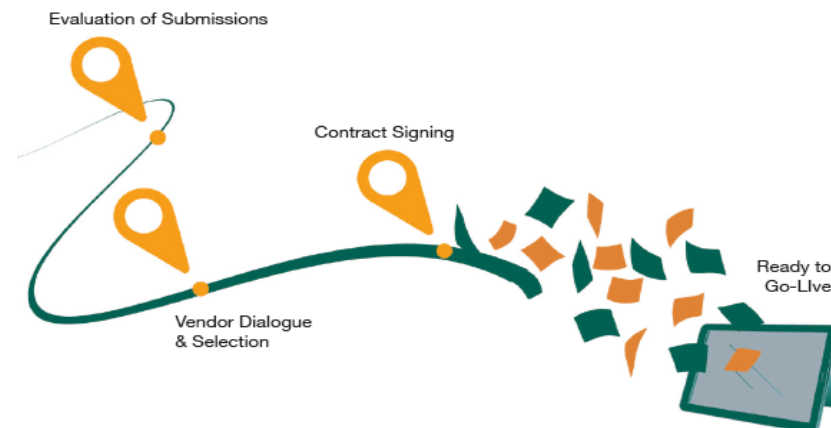 Evaluation of Submissions
Contract Signing
Vendor Dialogue
& Selection
Ready to
Go-LIve